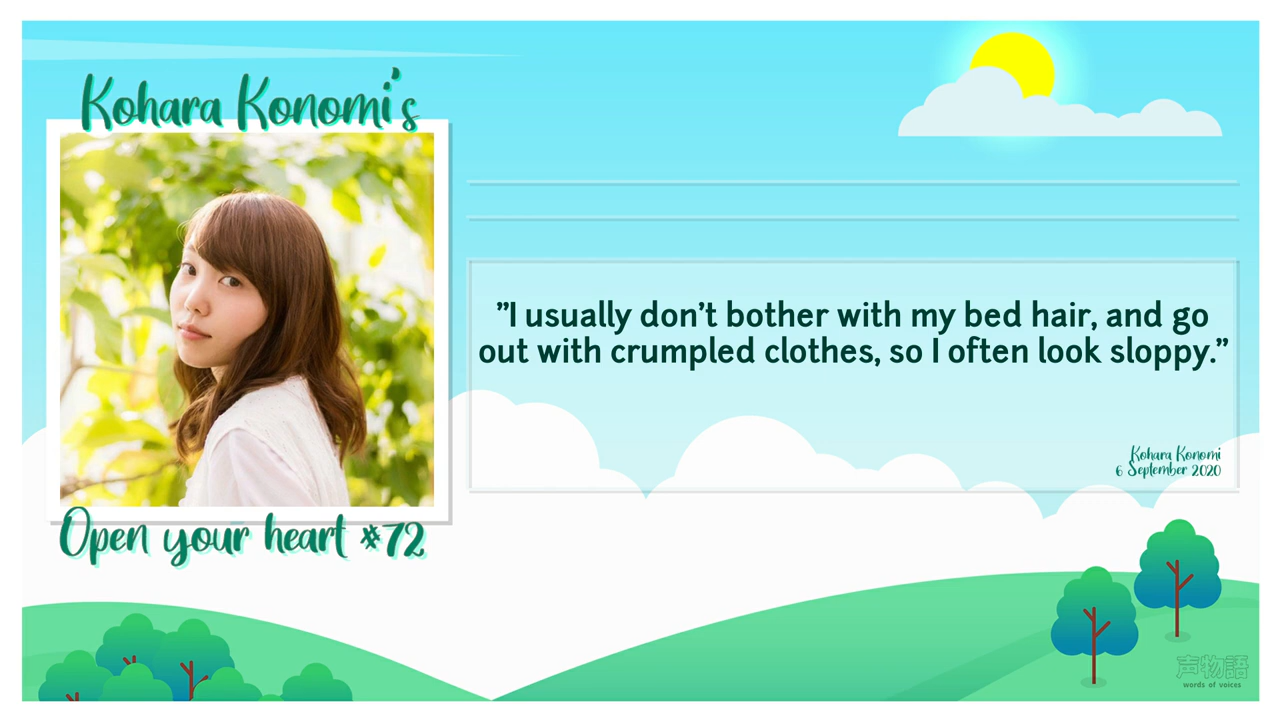 Kohara Konomi's
Open your heart #72
"I usually don't bother with my bed hair, and go
out with crumpled clothes, so I often look sloppy."
Kohara Konomi
6 September 2020
声物語
words of voices